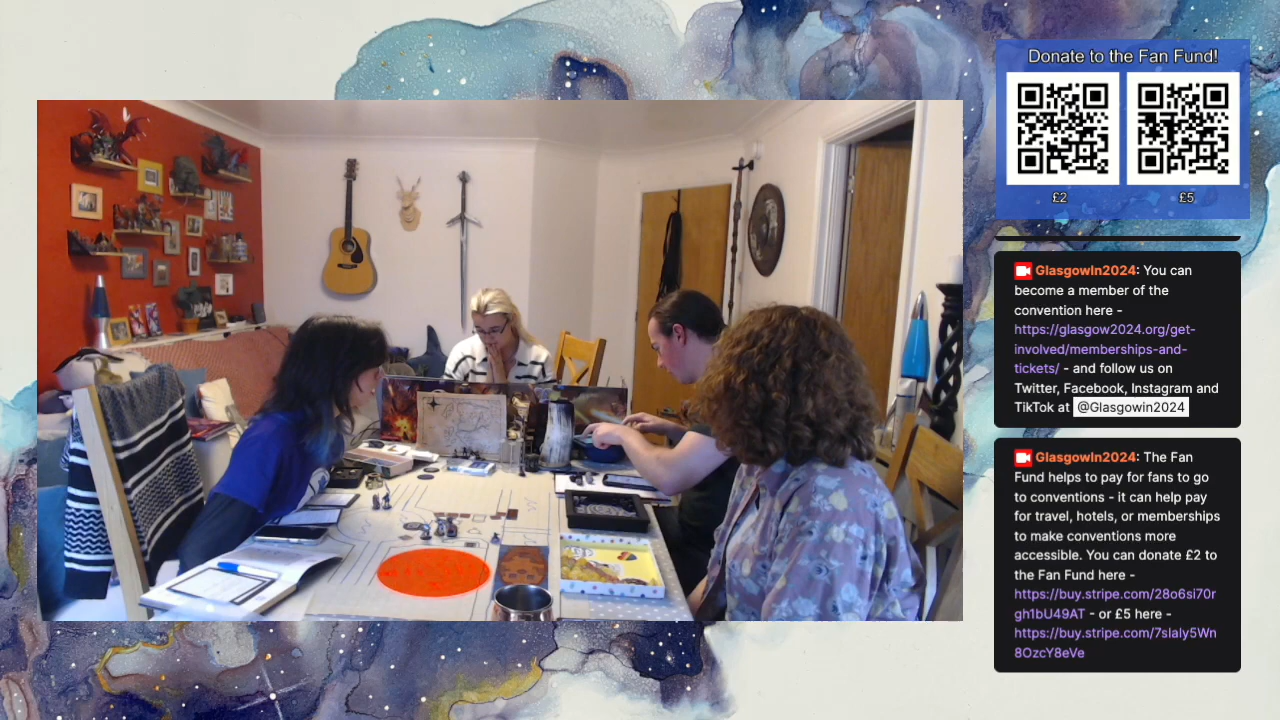 Donate to the Fan Fund!
£2
£5
GlasgowIn2024: You can
become a member of the
convention here -
https://glasgow2024.org/get-
involved/memberships-and-
tickets/ - and follow us on
Twitter, Facebook, Instagram and
TikTok at @Glasgowin2024
GlasgowIn2024: The Fan
Fund helps to pay for fans to go
to conventions - it can help pay
for travel, hotels, or memberships
to make conventions more
accessible. You can donate £2 to
the Fan Fund here -
https://buy.stripe.com/28o6si70r
gh1bU49AT - or £5 here -
https://buy.stripe.com/7slaly5Wn
8OzcY8eVe